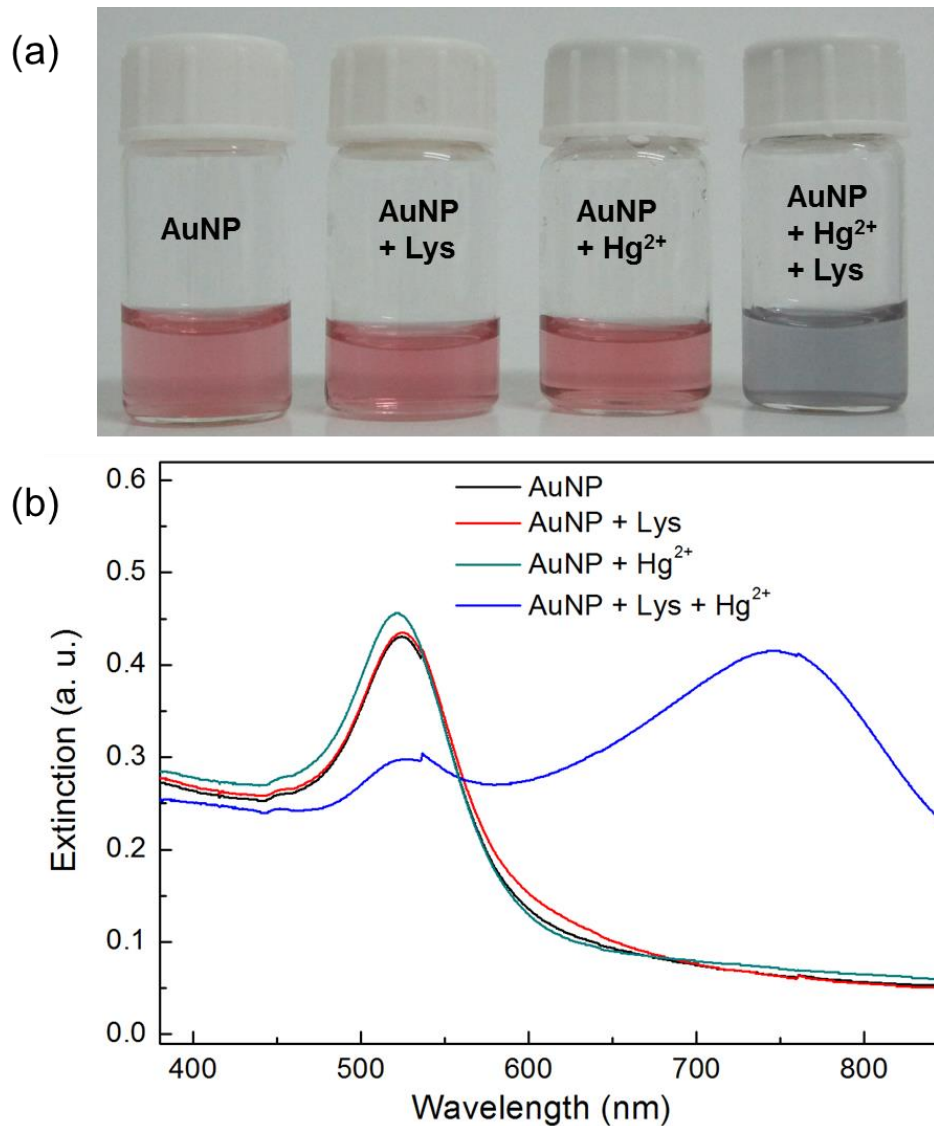 (a)
AuNP
AuNP
+ Lys
AuNP
+ Hg²⁺
AuNP
+ Hg²⁺
+ Lys
(b)
AuNP
AuNP + Lys
AuNP + Hg²⁺
AuNP + Lys + Hg²⁺
0.6
0.5
0.4
0.3
0.2
0.1
0.0
Extinction (a. u.)
400 500 600 700 800
Wavelength (nm)